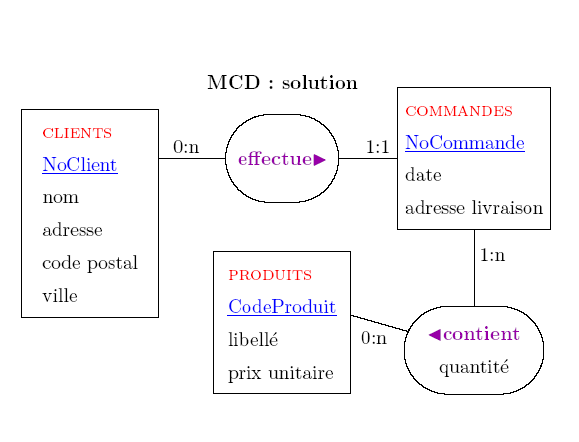 MCD : solution
CLIENTS
NoClient
nom
adresse
code postal
ville
0:n
effectue▶
1:1
COMMANDES
NoCommande
date
adresse livraison
1:n
PRODUITS
CodeProduit
libellé
prix unitaire
0:n
◀contient
quantité